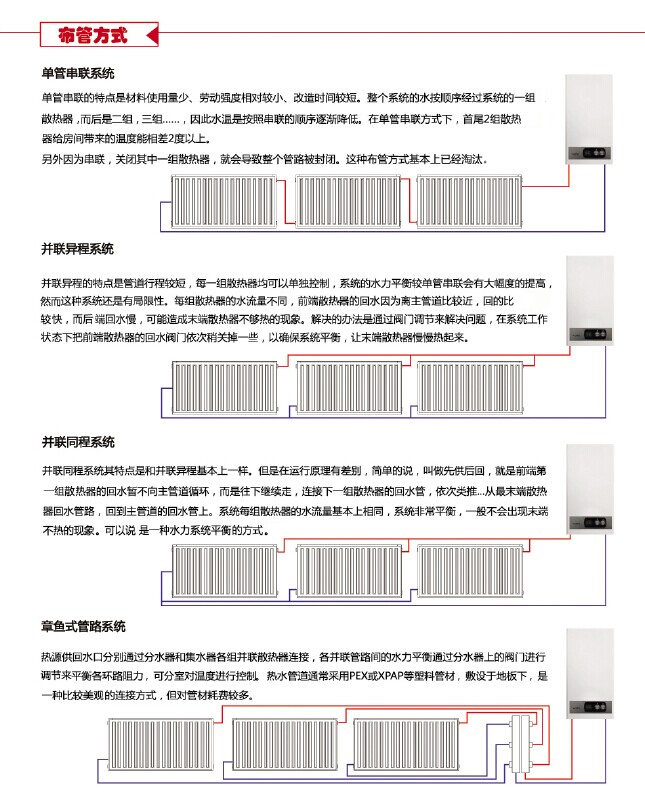 布管方式
单管串联系统
单管串联的特点是材料使用量少、劳动强度相对较小、改造时间较短。整个系统的水按顺序经过系统的一组
散热器,而后是二组,三组......,因此水温是按照串联的顺序逐渐降低。在单管串联方式下,首尾2组散热
器给房间带来的温度能相差2度以上。
另外因为串联,关闭其中一组散热器,就会导致整个管路被封闭。这种布管方式基本上已经淘汰.
并联异程系统
并联异程的特点是管道行程较短,每一组散热器均可以单独控制,系统的水力平衡较单管串联会有大幅度的提高,
然而这种系统还是有局限性。每组散热器的水流量不同,前端散热器的回水因为离主管道比较近,回的比
较快,而后 端回水慢,可能造成末端散热器不够热的现象。解决的办法是通过阀门调节来解决问题,在系统工作
状态下把前端散热器的回水阀门依次稍关掉一些,以确保系统平衡,让末端散热器慢慢热起来。
并联同程系统
并联同程系统其特点是和并联异程基本上一样。但是在运行原理有差别,简单的说,叫做先供后回,就是前端第
一组散热器的回水暂不向主管道循环,而是往下继续走,连接下一组散热器的回水管,依次类推...从最末端散热
器回水管路,回到主管道的回水管上。系统每组散热器的水流量基本上相同,系统非常平衡,一般不会出现末端
不热的现象。可以说 是一种水力系统平衡的方式。
章鱼式管路系统
热源供回水口分别通过分水器和集水器各组并联散热器连接,各并联管路间的水力平衡通过分水器上的阀门进行
调节来平衡各环路阻力,可分室对温度进行控制。热水管道通常采用PEX或XPAP等塑料管材,敷设于地板下,是
一种比较美观的连接方式,但对管材耗费较多。